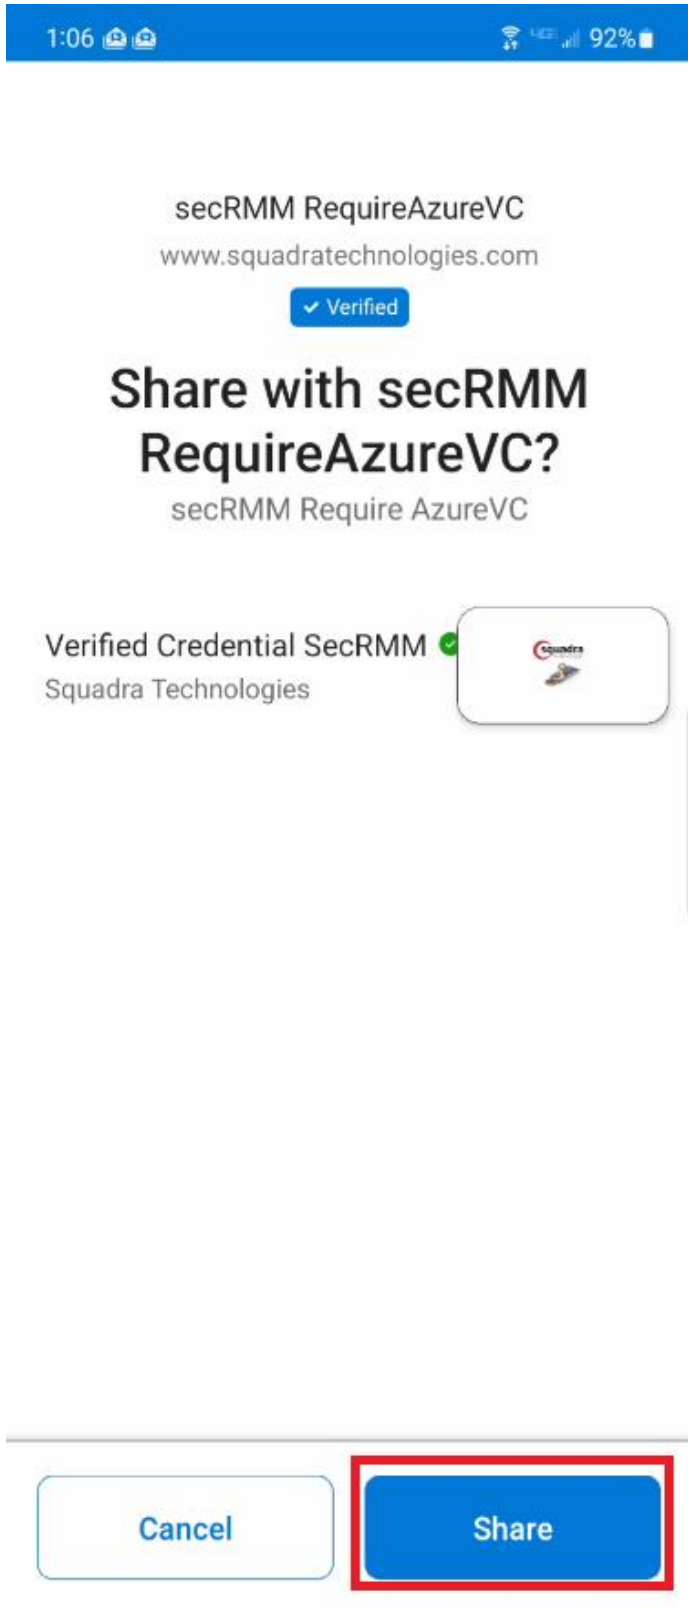 1:06 92%
secRMM RequireAzureVC
www.squadratechnologies.com
Verified
Share with secRMM
RequireAzureVC?
secRMM Require AzureVC
Verified Credential SecRMM
Squadra Technologies
squadra
Cancel
Share